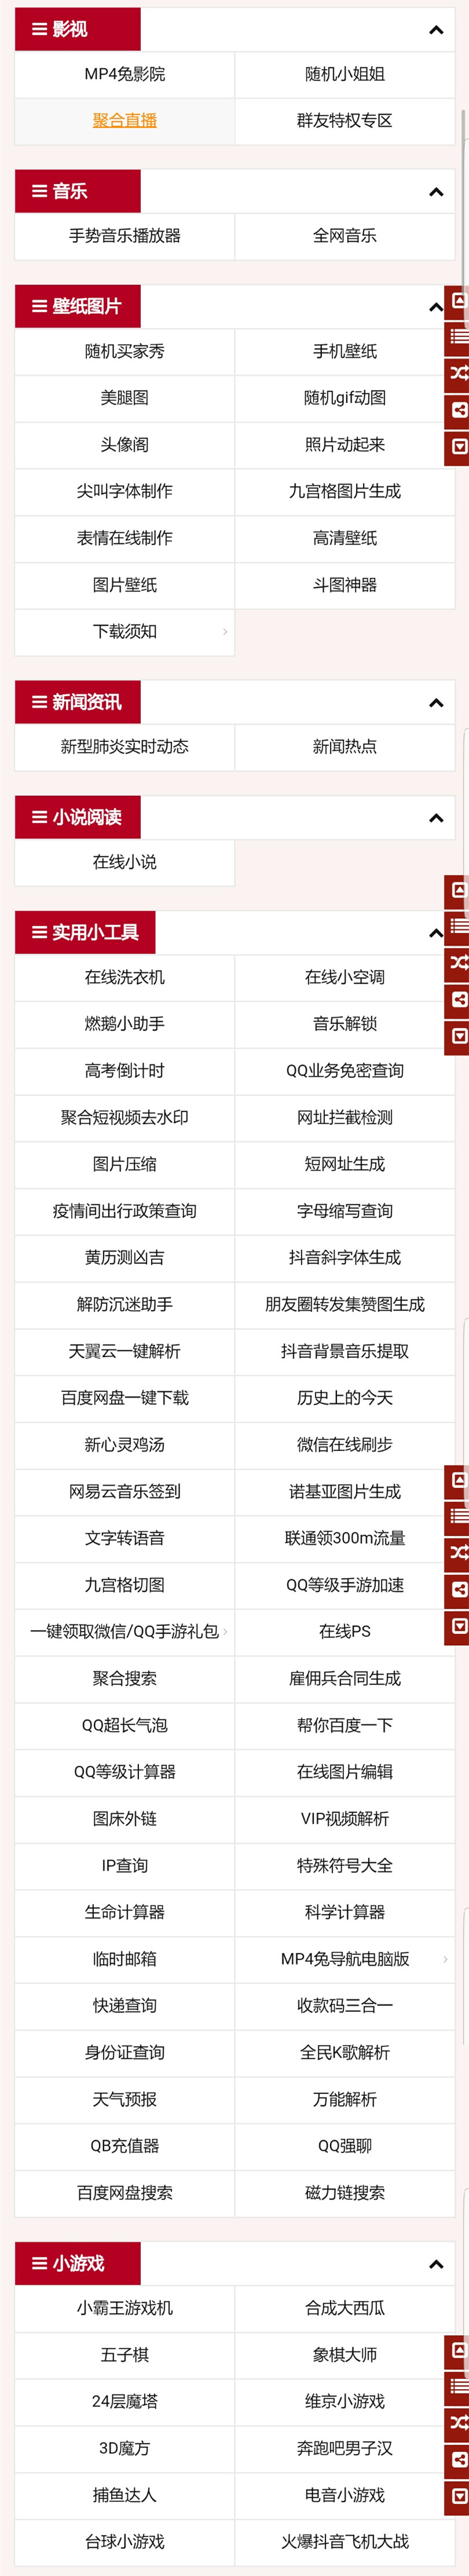 影视
MP4兔影院 随机小姐姐
聚合直播 群友特权专区
音乐
手势音乐播放器 全网音乐
壁纸图片
随机买家秀 手机壁纸
美腿图 随机gif动图
头像阁 照片动起来
尖叫字体制作 九宫格图片生成
表情在线制作 高清壁纸
图片壁纸 斗图神器
下载须知
新闻资讯
新型肺炎实时动态 新闻热点
小说阅读
在线小说
实用小工具
在线洗衣机 在线小空调
燃鹅小助手 音乐解锁
高考倒计时 QQ业务免密查询
聚合短视频去水印 网址拦截检测
图片压缩 短网址生成
疫情间出行政策查询 字母缩写查询
黄历测凶吉 抖音斜字体生成
解防沉迷助手 朋友圈转发集赞图生成
天翼云一键解析 抖音背景音乐提取
百度网盘一键下载 历史上的今天
新心灵鸡汤 微信在线刷步
网易云音乐签到 诺基亚图片生成
文字转语音 联通领300m流量
九宫格切图 QQ等级手游加速
一键领取微信/QQ手游礼包 在线PS
聚合搜索 雇佣兵合同生成
QQ超长气泡 帮你百度一下
QQ等级计算器 在线图片编辑
图床外链 VIP视频解析
IP查询 特殊符号大全
生命计算器 科学计算器
临时邮箱 MP4兔导航电脑版
快递查询 收款码三合一
身份证查询 全民K歌解析
天气预报 万能解析
QB充值器 QQ强聊
百度网盘搜索 磁力链搜索
小游戏
小霸王游戏机 合成大西瓜
五子棋 象棋大师
24层魔塔 维京小游戏
3D魔方 奔跑吧男子汉
捕鱼达人 电音小游戏
台球小游戏 火爆抖音飞机大战